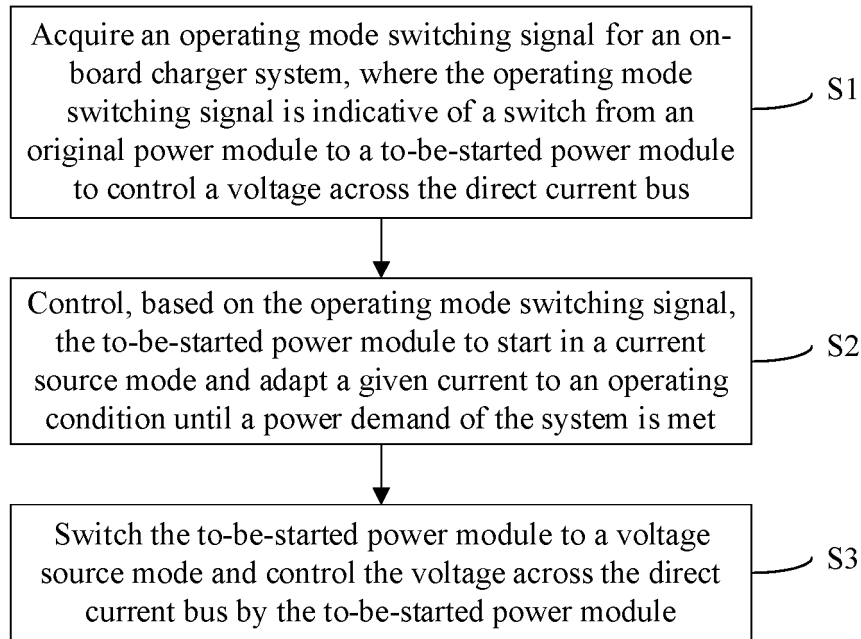 Acquire an operating mode switching signal for an on-
board charger system, where the operating mode
switching signal is indicative of a switch from an
original power module to a to-be-started power module
to control a voltage across the direct current bus
S1
Control, based on the operating mode switching signal,
the to-be-started power module to start in a current
source mode and adapt a given current to an operating
condition until a power demand of the system is met
S2
Switch the to-be-started power module to a voltage
source mode and control the voltage across the direct
current bus by the to-be-started power module
S3